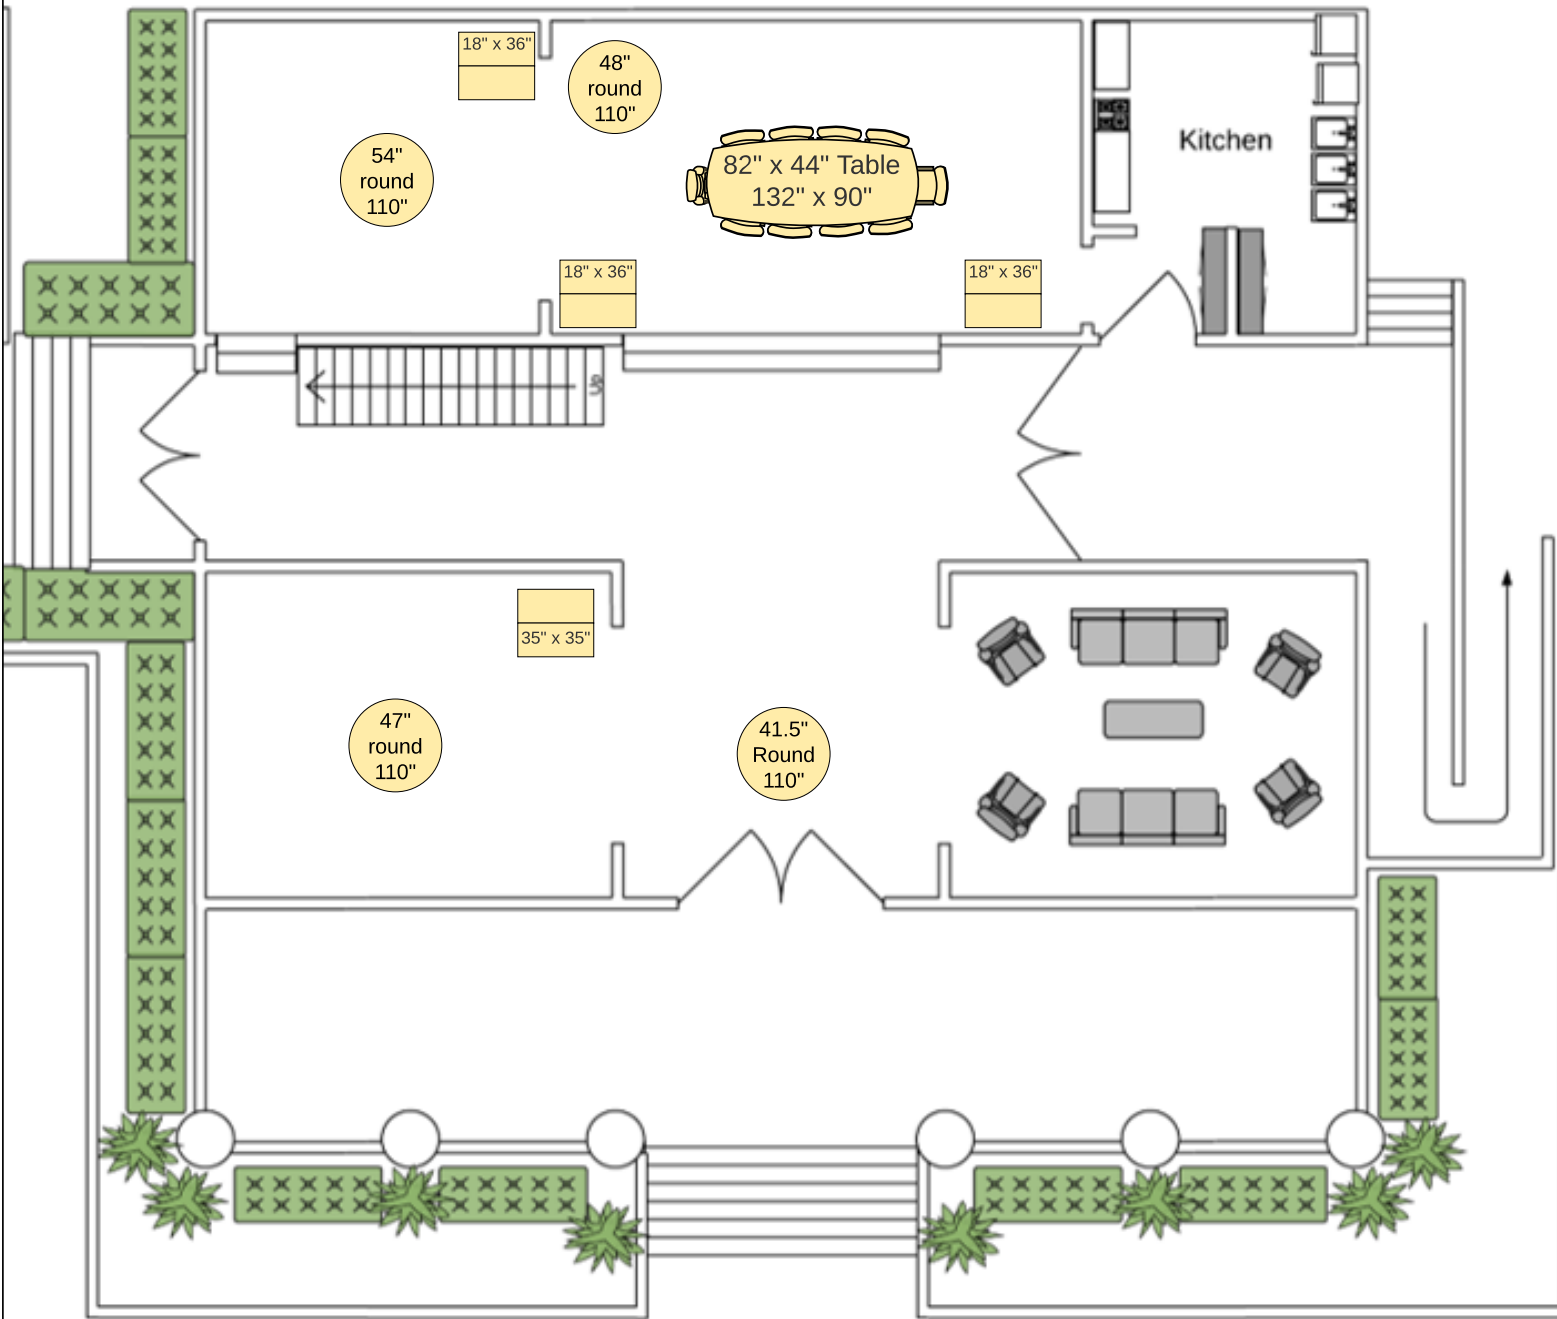 18" x 36"
48"
round
110"
Kitchen
54"
round
110"
82" x 44" Table
132" x 90"
18" x 36"
18" x 36"
Up
35" x 35"
47"
round
110"
41.5"
Round
110"